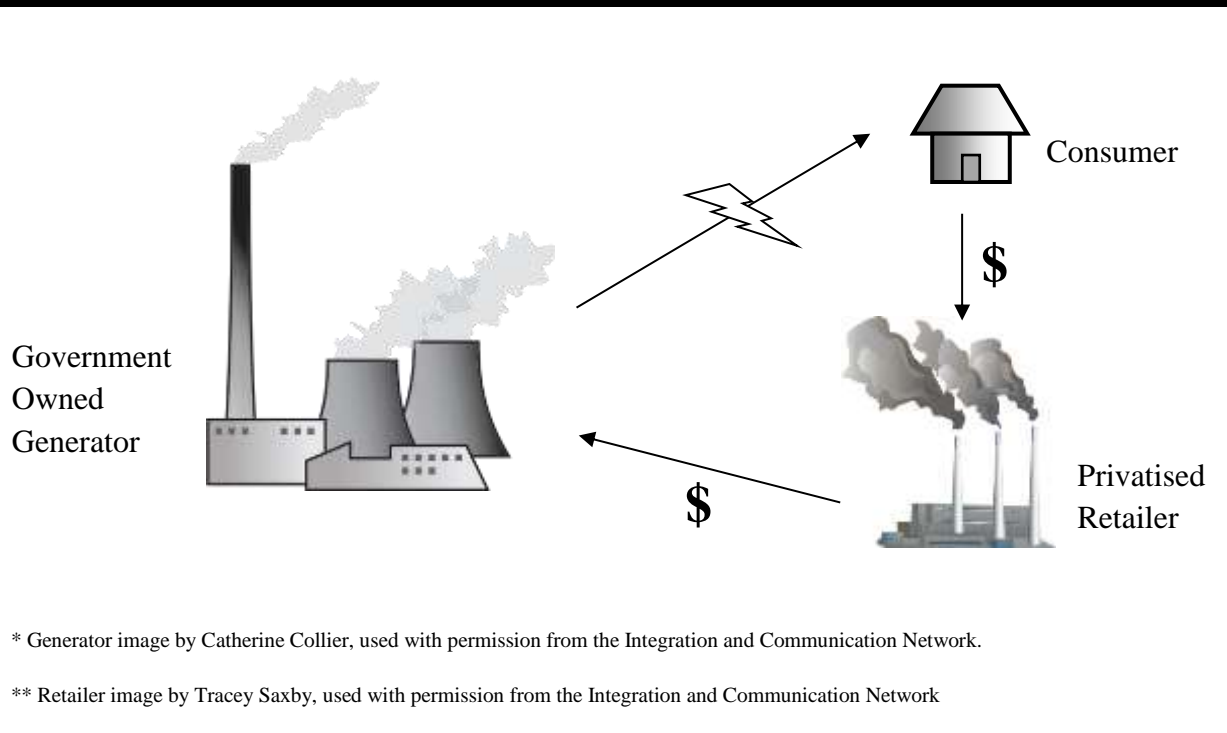 Consumer
$
Government
Owned
Generator
Privatised
Retailer
$
* Generator image by Catherine Collier, used with permission from the Integration and Communication Network.
** Retailer image by Tracey Saxby, used with permission from the Integration and Communication Network